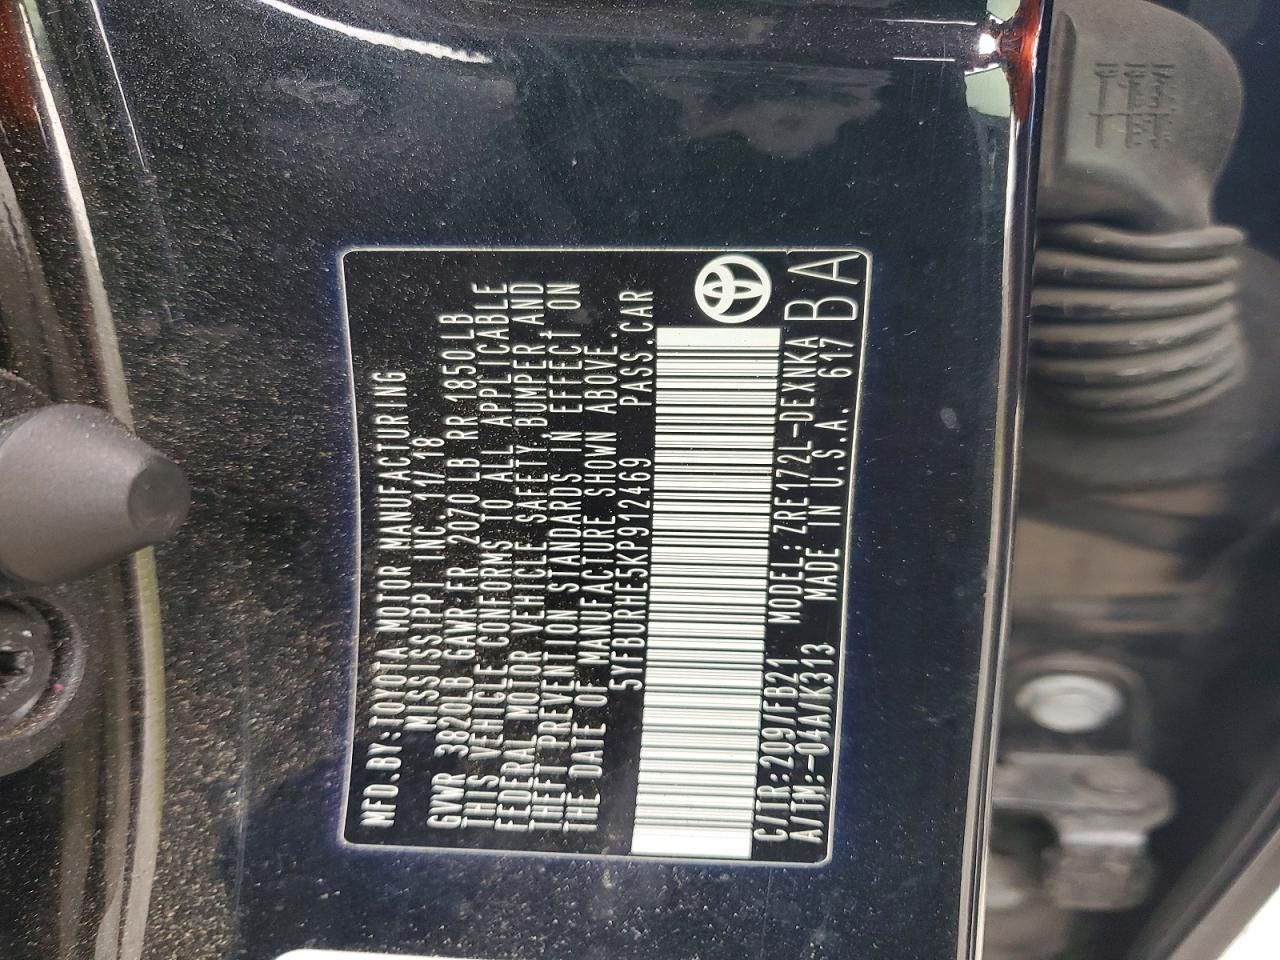 MFD.BY:TOYOTA MOTOR MANUFACTURING
MISSISSIPPI INC. 11/18
GVWR 3820LB GAWR FR 2070 LB RR 1850 LB
THIS VEHICLE CONFORMS TO ALL APPLICABLE
FEDERAL MOTOR VEHICLE SAFETY,BUMPER,AND
THEFT PREVENTION STANDARDS IN EFFECT ON
THE DATE OF MANUFACTURE SHOWN ABOVE.
5YFBURHE5KP912469 PASS.CAR
C/TR:209/FB21 MODEL:ZRE172L-DEXNKA
A/TM:-04A/K313 MADE IN U.S.A. 617
BA